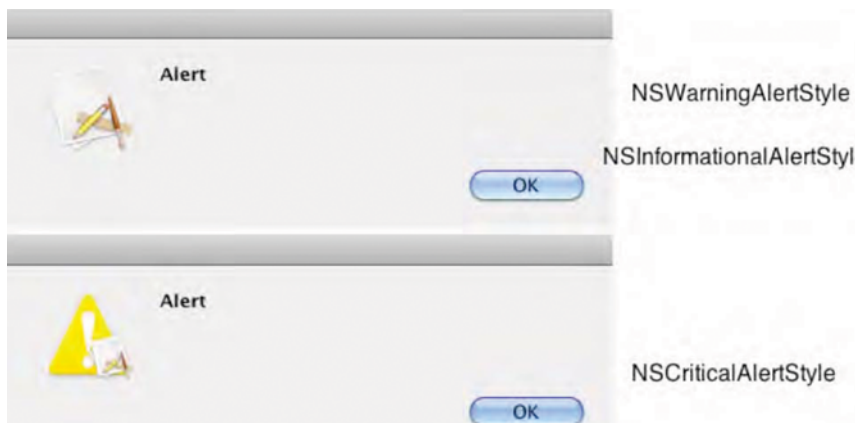 Alert
NSWarningAlertStyle
NSInformationalAlertStyl
OK
Alert
NSCriticalAlertStyle
OK